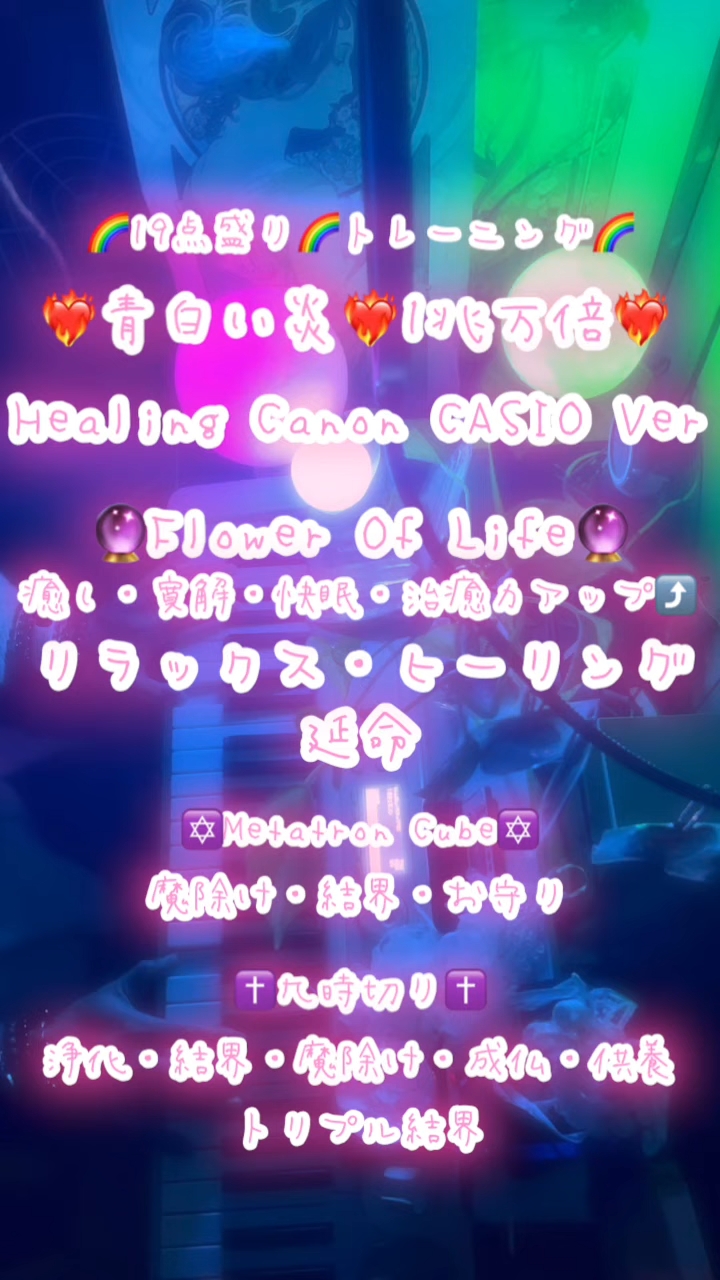 🌈19点盛り🌈トレーニング🌈
❤️‍🔥青白い炎❤️‍🔥1兆万倍❤️‍🔥
Healing Canon CASIO Ver
🔮Flower Of Life🔮
癒し・寛解・快眠・治癒力アップ⤴️
リラックス・ヒーリング
延命
🔯Metatron Cube🔯
魔除け・結界・お守り
✝️九時切り✝️
浄化・結界・魔除け・成仏・供養
トリプル結界